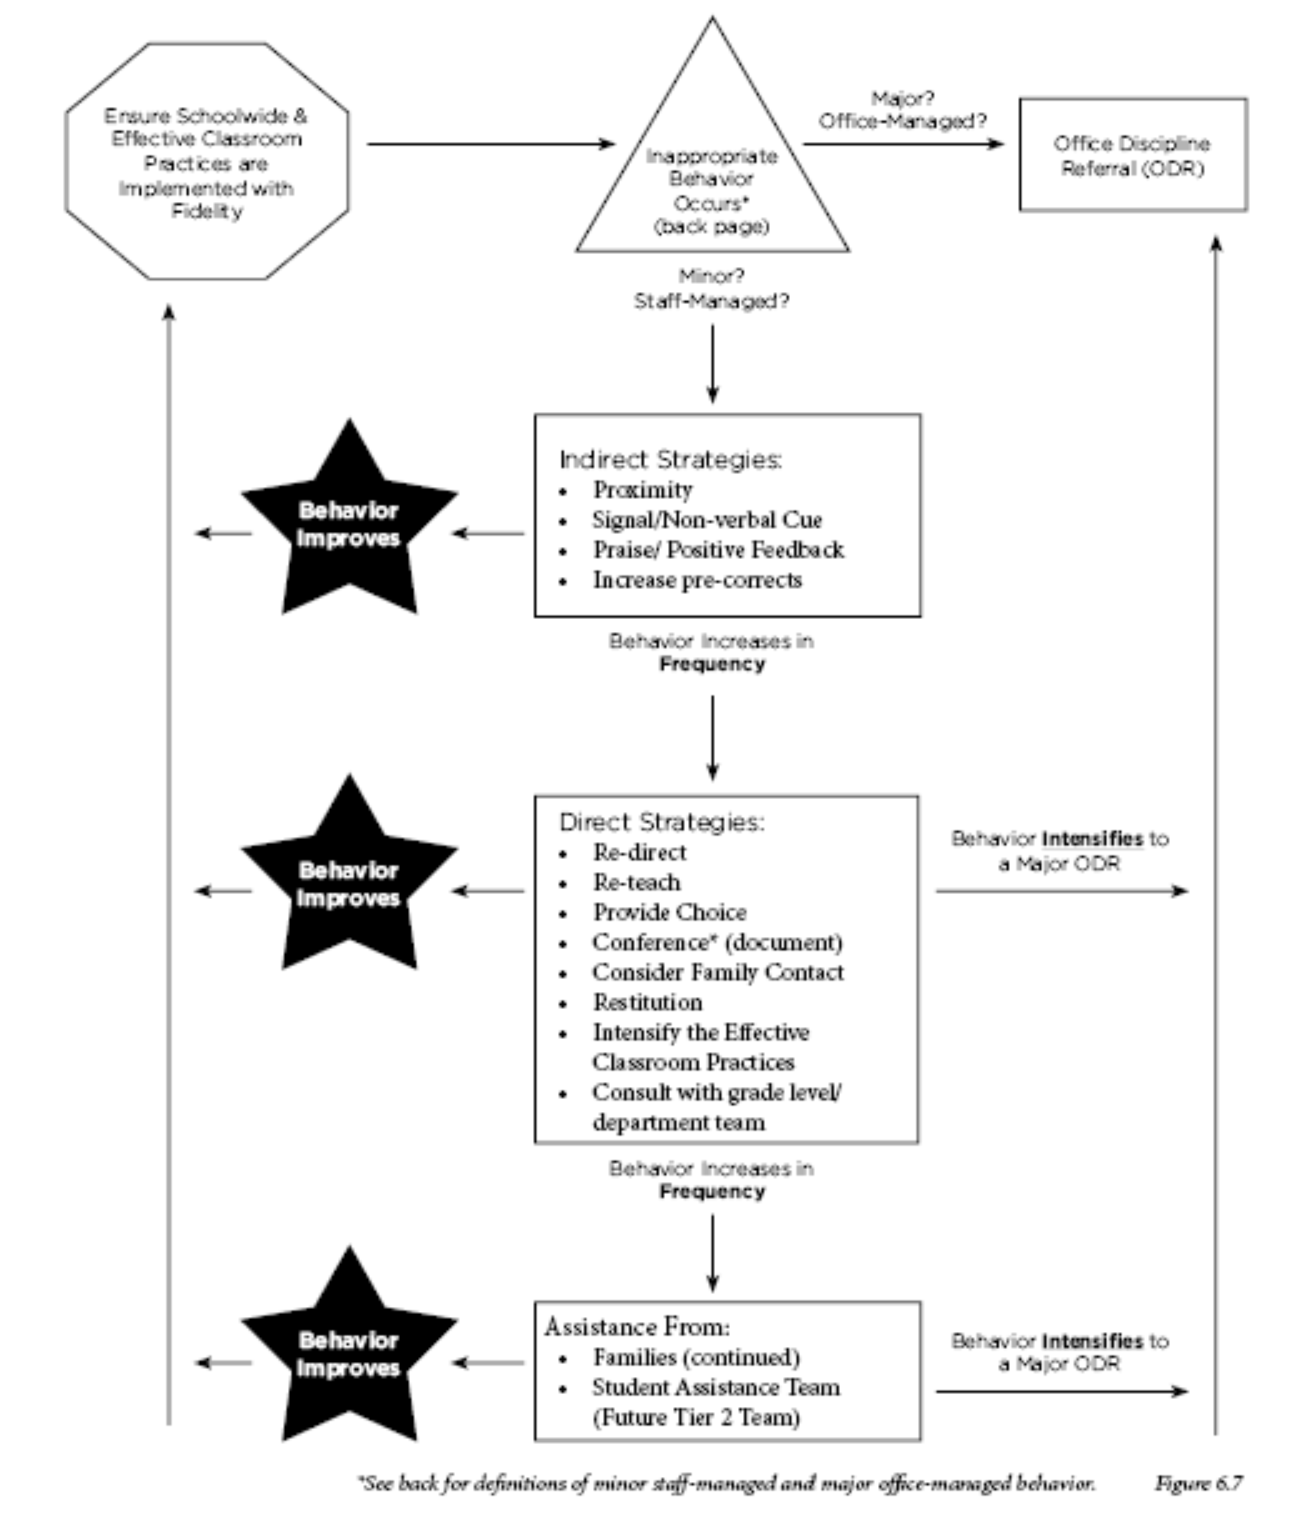 Ensure Schoolwide &
Effective Classroom
Practices are
Implemented with
Fidelity
Inappropriate
Behavior
Occurs*
(back page)
Major?
Office-Managed?
Office Discipline
Referral (ODR)
Minor?
Staff-Managed?
Indirect Strategies:
• Proximity
• Signal/Non-verbal Cue
• Praise/ Positive Feedback
• Increase pre-corrects
Behavior
Improves
Behavior Increases in
Frequency
Direct Strategies:
• Re-direct
• Re-teach
• Provide Choice
• Conference* (document)
• Consider Family Contact
• Restitution
• Intensify the Effective
Classroom Practices
• Consult with grade level/
department team
Behavior
Improves
Behavior Intensifies to
a Major ODR
Behavior Increases in
Frequency
Assistance From:
• Families (continued)
• Student Assistance Team
(Future Tier 2 Team)
Behavior
Improves
Behavior Intensifies to
a Major ODR
*See back for definitions of minor staff-managed and major office-managed behavior.
Figure 6.7